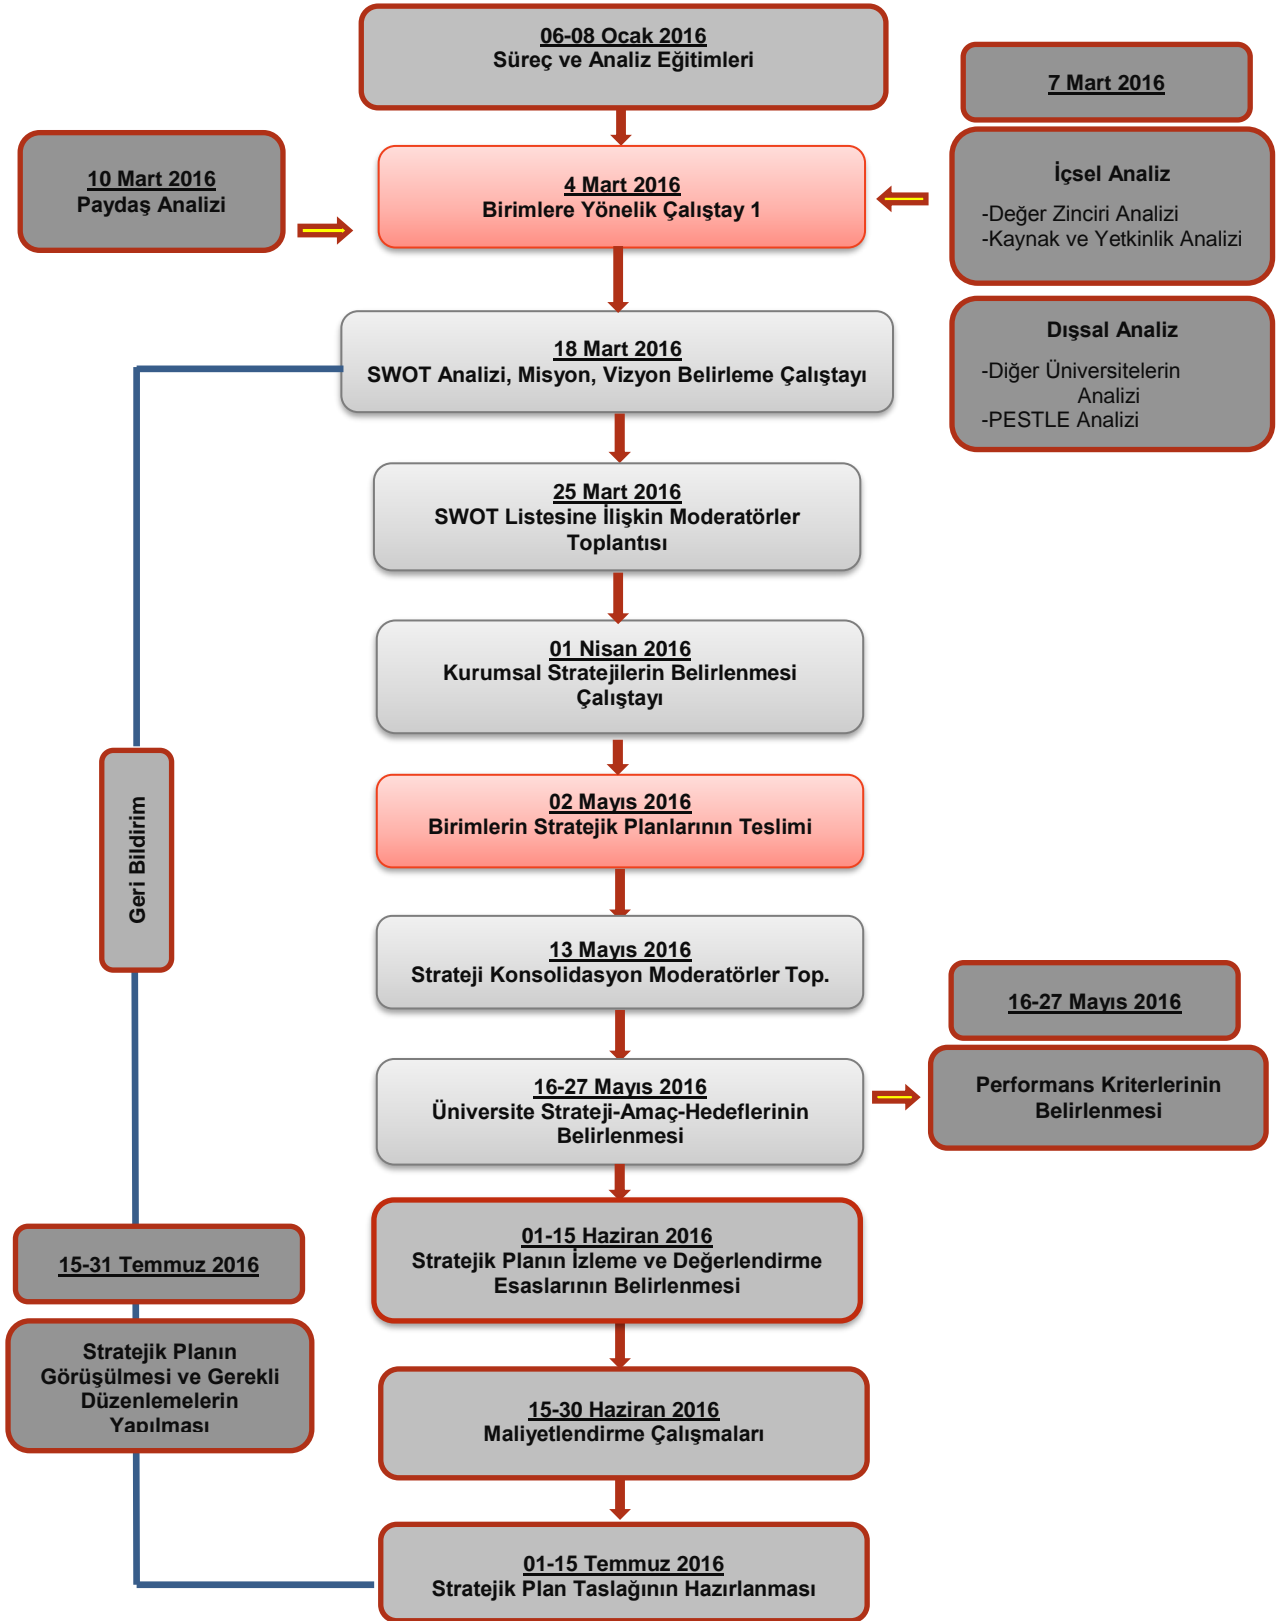 06-08 Ocak 2016
Süreç ve Analiz Eğitimleri
7 Mart 2016
10 Mart 2016
Paydaş Analizi
4 Mart 2016
Birimlere Yönelik Çalıştay 1
İçsel Analiz
-Değer Zinciri Analizi
-Kaynak ve Yetkinlik Analizi
Dışsal Analiz
-Diğer Üniversitelerin
Analizi
-PESTLE Analizi
18 Mart 2016
SWOT Analizi, Misyon, Vizyon Belirleme Çalıştayı
25 Mart 2016
SWOT Listesine İlişkin Moderatörler
Toplantısı
01 Nisan 2016
Kurumsal Stratejilerin Belirlenmesi
Çalıştayı
02 Mayıs 2016
Birimlerin Stratejik Planlarının Teslimi
Geri Bildirim
13 Mayıs 2016
Strateji Konsolidasyon Moderatörler Top.
16-27 Mayıs 2016
Üniversite Strateji-Amaç-Hedeflerinin
Belirlenmesi
16-27 Mayıs 2016
Performans Kriterlerinin
Belirlenmesi
01-15 Haziran 2016
Stratejik Planın İzleme ve Değerlendirme
Esaslarının Belirlenmesi
15-31 Temmuz 2016
Stratejik Planın
Görüşülmesi ve Gerekli
Düzenlemelerin
Yapılması
15-30 Haziran 2016
Maliyetlendirme Çalışmaları
01-15 Temmuz 2016
Stratejik Plan Taslağının Hazırlanması